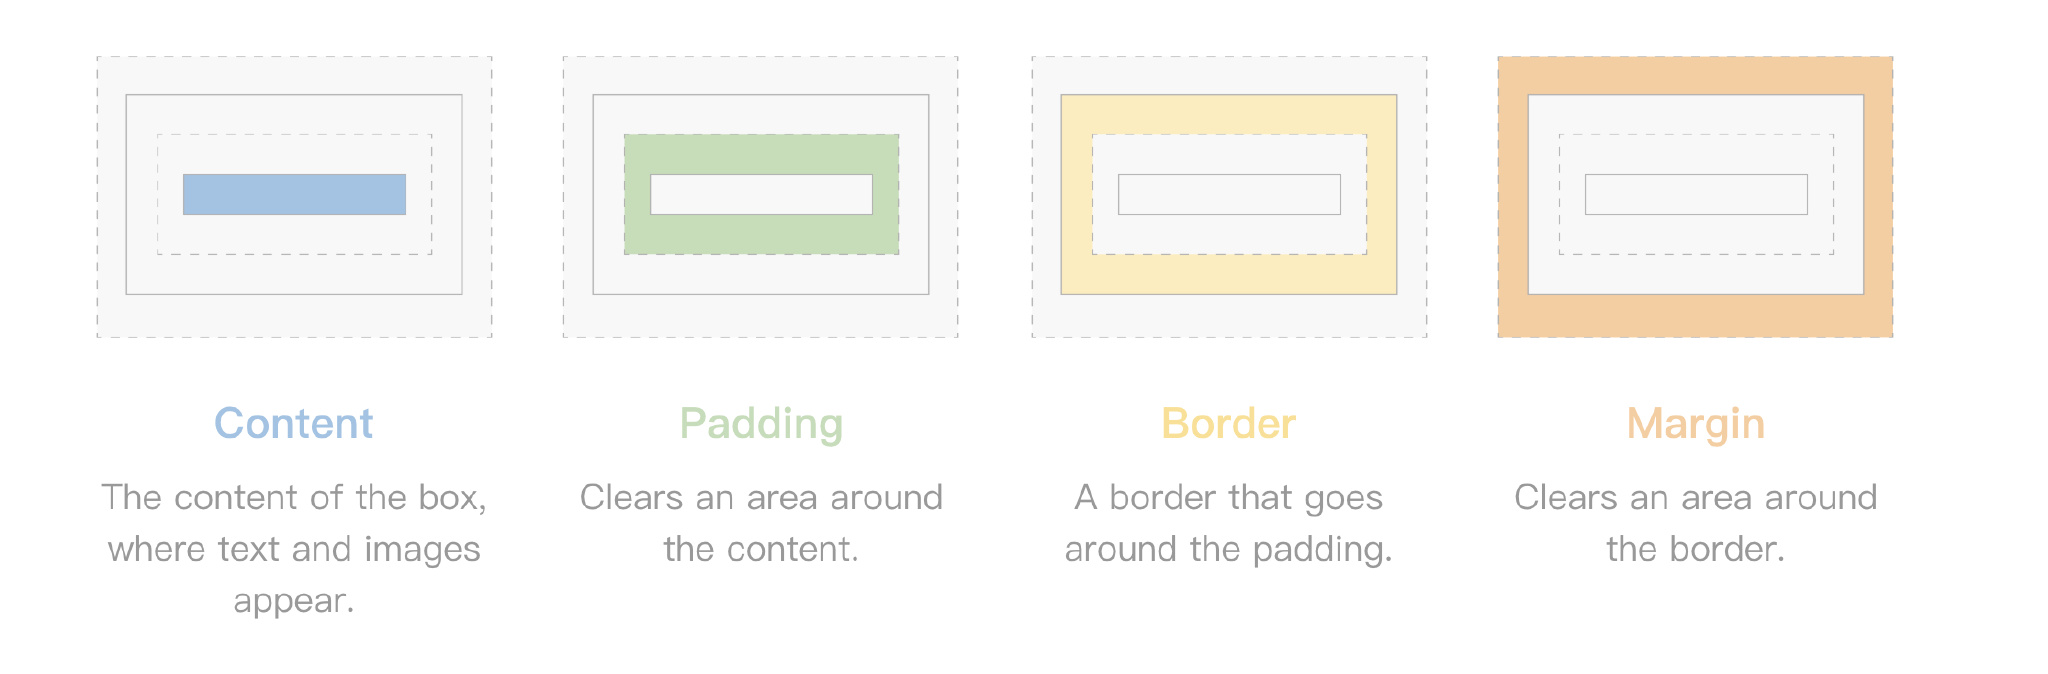 Content
The content of the box,
where text and images
appear.
Padding
Clears an area around
the content.
Border
A border that goes
around the padding.
Margin
Clears an area around
the border.